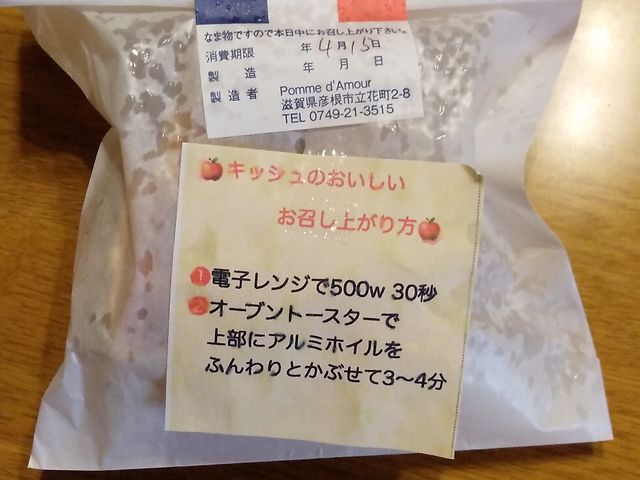 なま物ですので本日中にお召し上がり下さい。
消費期限 年 4月15日
製造 年 月 日
製造者 Pomme d'Amour
滋賀県彦根市立花町2-8
TEL 0749-21-3515
キッシュのおいしい
お召し上がり方
1 電子レンジで500w 30秒
2 オーブントースターで
上部にアルミホイルを
ふんわりとかぶせて3〜4分